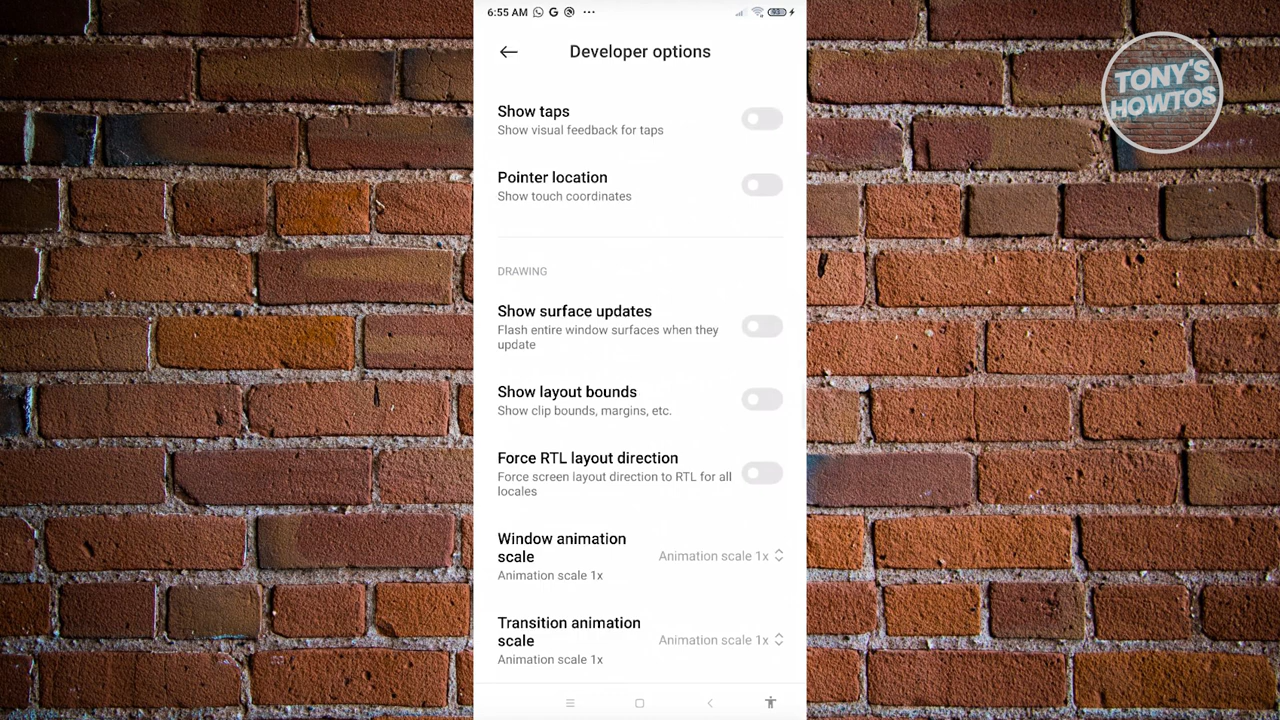 6:55 AM
93
Developer options
TONY'S
HOWTOS
Show taps
Show visual feedback for taps
Pointer location
Show touch coordinates
DRAWING
Show surface updates
Flash entire window surfaces when they
update
Show layout bounds
Show clip bounds, margins, etc.
Force RTL layout direction
Force screen layout direction to RTL for all
locales
Window animation
scale
Animation scale 1x
Animation scale 1x
Transition animation
scale
Animation scale 1x
Animation scale 1x